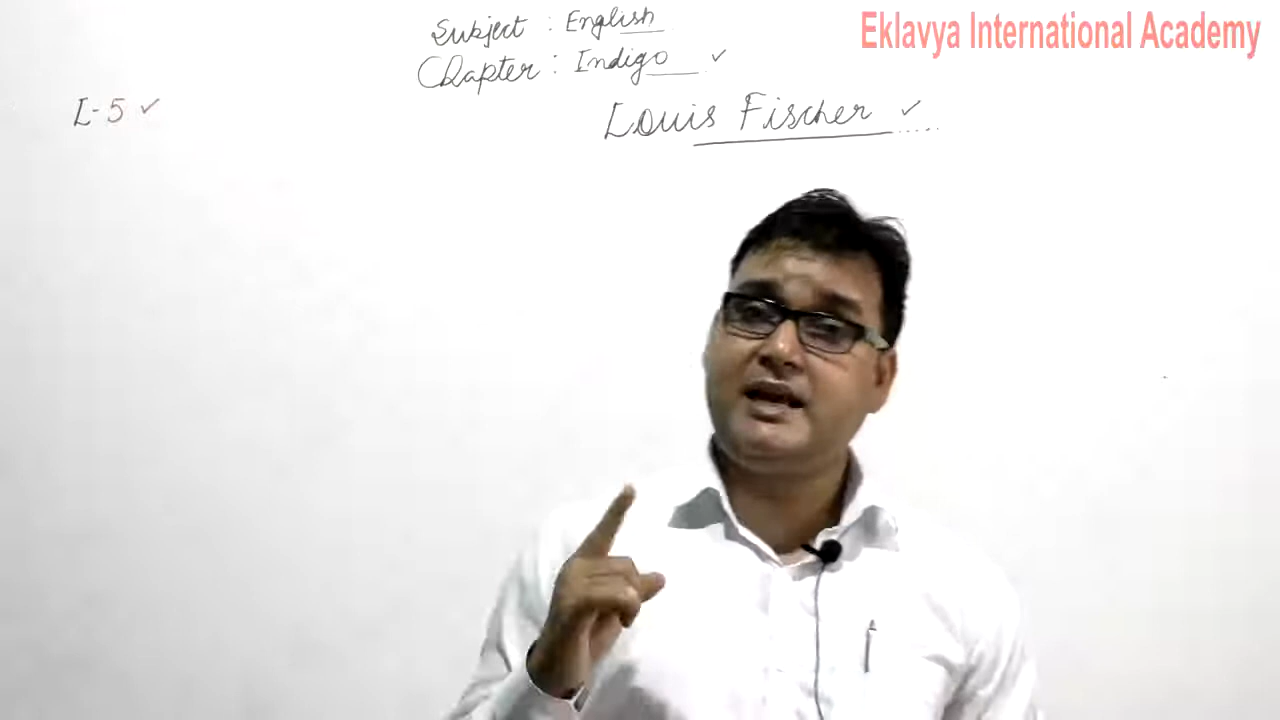 Eklavya International Academy
Subject : English
Chapter : Indigo
L-5
Louis Fischer